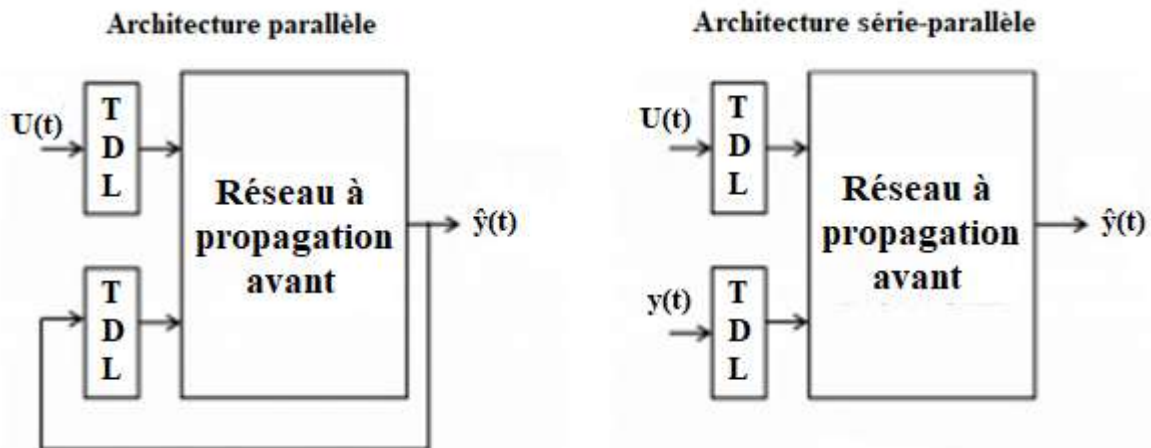 Architecture parallèle
U(t)
T
D
L
T
D
L
Réseau à
propagation
avant
ŷ(t)
Architecture série-parallèle
U(t)
T
D
L
y(t)
T
D
L
Réseau à
propagation
avant
ŷ(t)